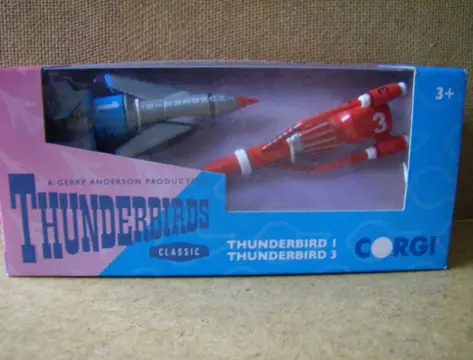 3+
3
A GERRY ANDERSON PRODUCTION
THUNDERBIRDS
CLASSIC
THUNDERBIRD 1
THUNDERBIRD 3
CORGI